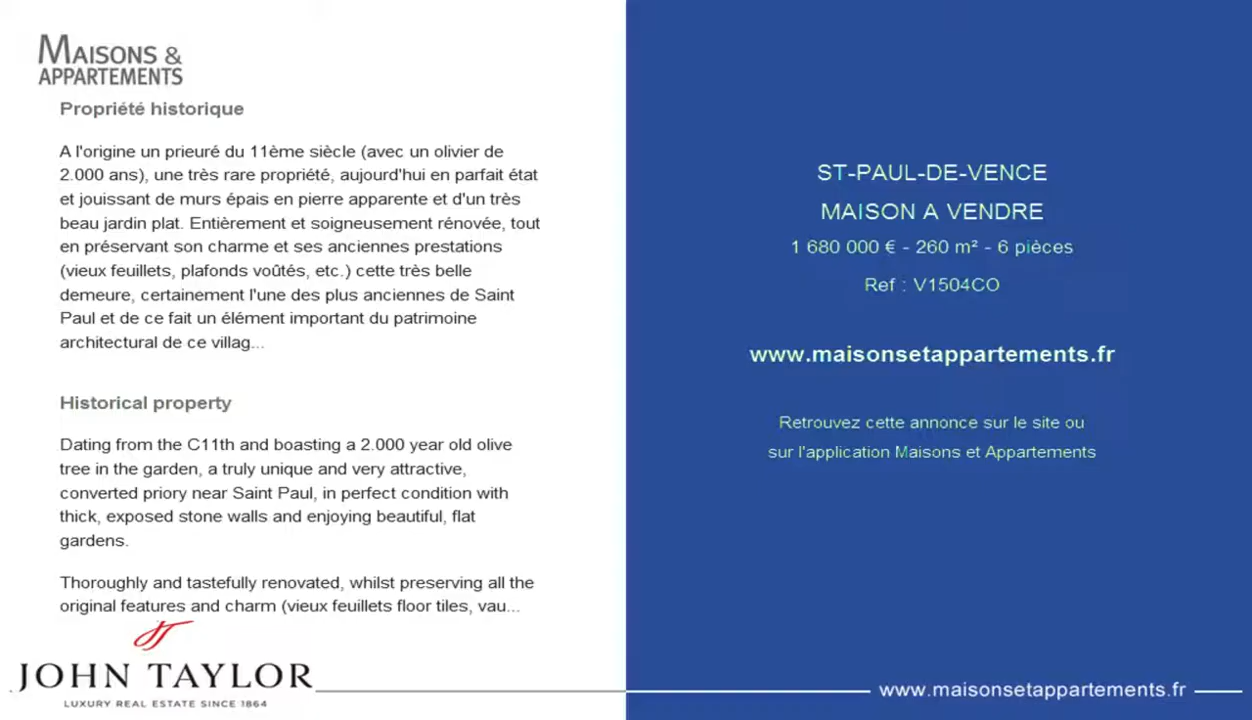 MAISONS &
APPARTEMENTS
Propriété historique
A l'origine un prieuré du 11ème siècle (avec un olivier de
2.000 ans), une très rare propriété, aujourd'hui en parfait état
et jouissant de murs épais en pierre apparente et d'un très
beau jardin plat. Entièrement et soigneusement rénovée, tout
en préservant son charme et ses anciennes prestations
(vieux feuillets, plafonds voûtés, etc.) cette très belle
demeure, certainement l'une des plus anciennes de Saint
Paul et de ce fait un élément important du patrimoine
architectural de ce villag...
Historical property
Dating from the C11th and boasting a 2.000 year old olive
tree in the garden, a truly unique and very attractive,
converted priory near Saint Paul, in perfect condition with
thick, exposed stone walls and enjoying beautiful, flat
gardens.
Thoroughly and tastefully renovated, whilst preserving all the
original features and charm (vieux feuillets floor tiles, vau...
JOHN TAYLOR
LUXURY REAL ESTATE SINCE 1864
ST-PAUL-DE-VENCE
MAISON A VENDRE
1 680 000 € - 260 m² - 6 pièces
Ref : V1504CO
www.maisonsetappartements.fr
Retrouvez cette annonce sur le site ou
sur l'application Maisons et Appartements
www.maisonsetappartements.fr